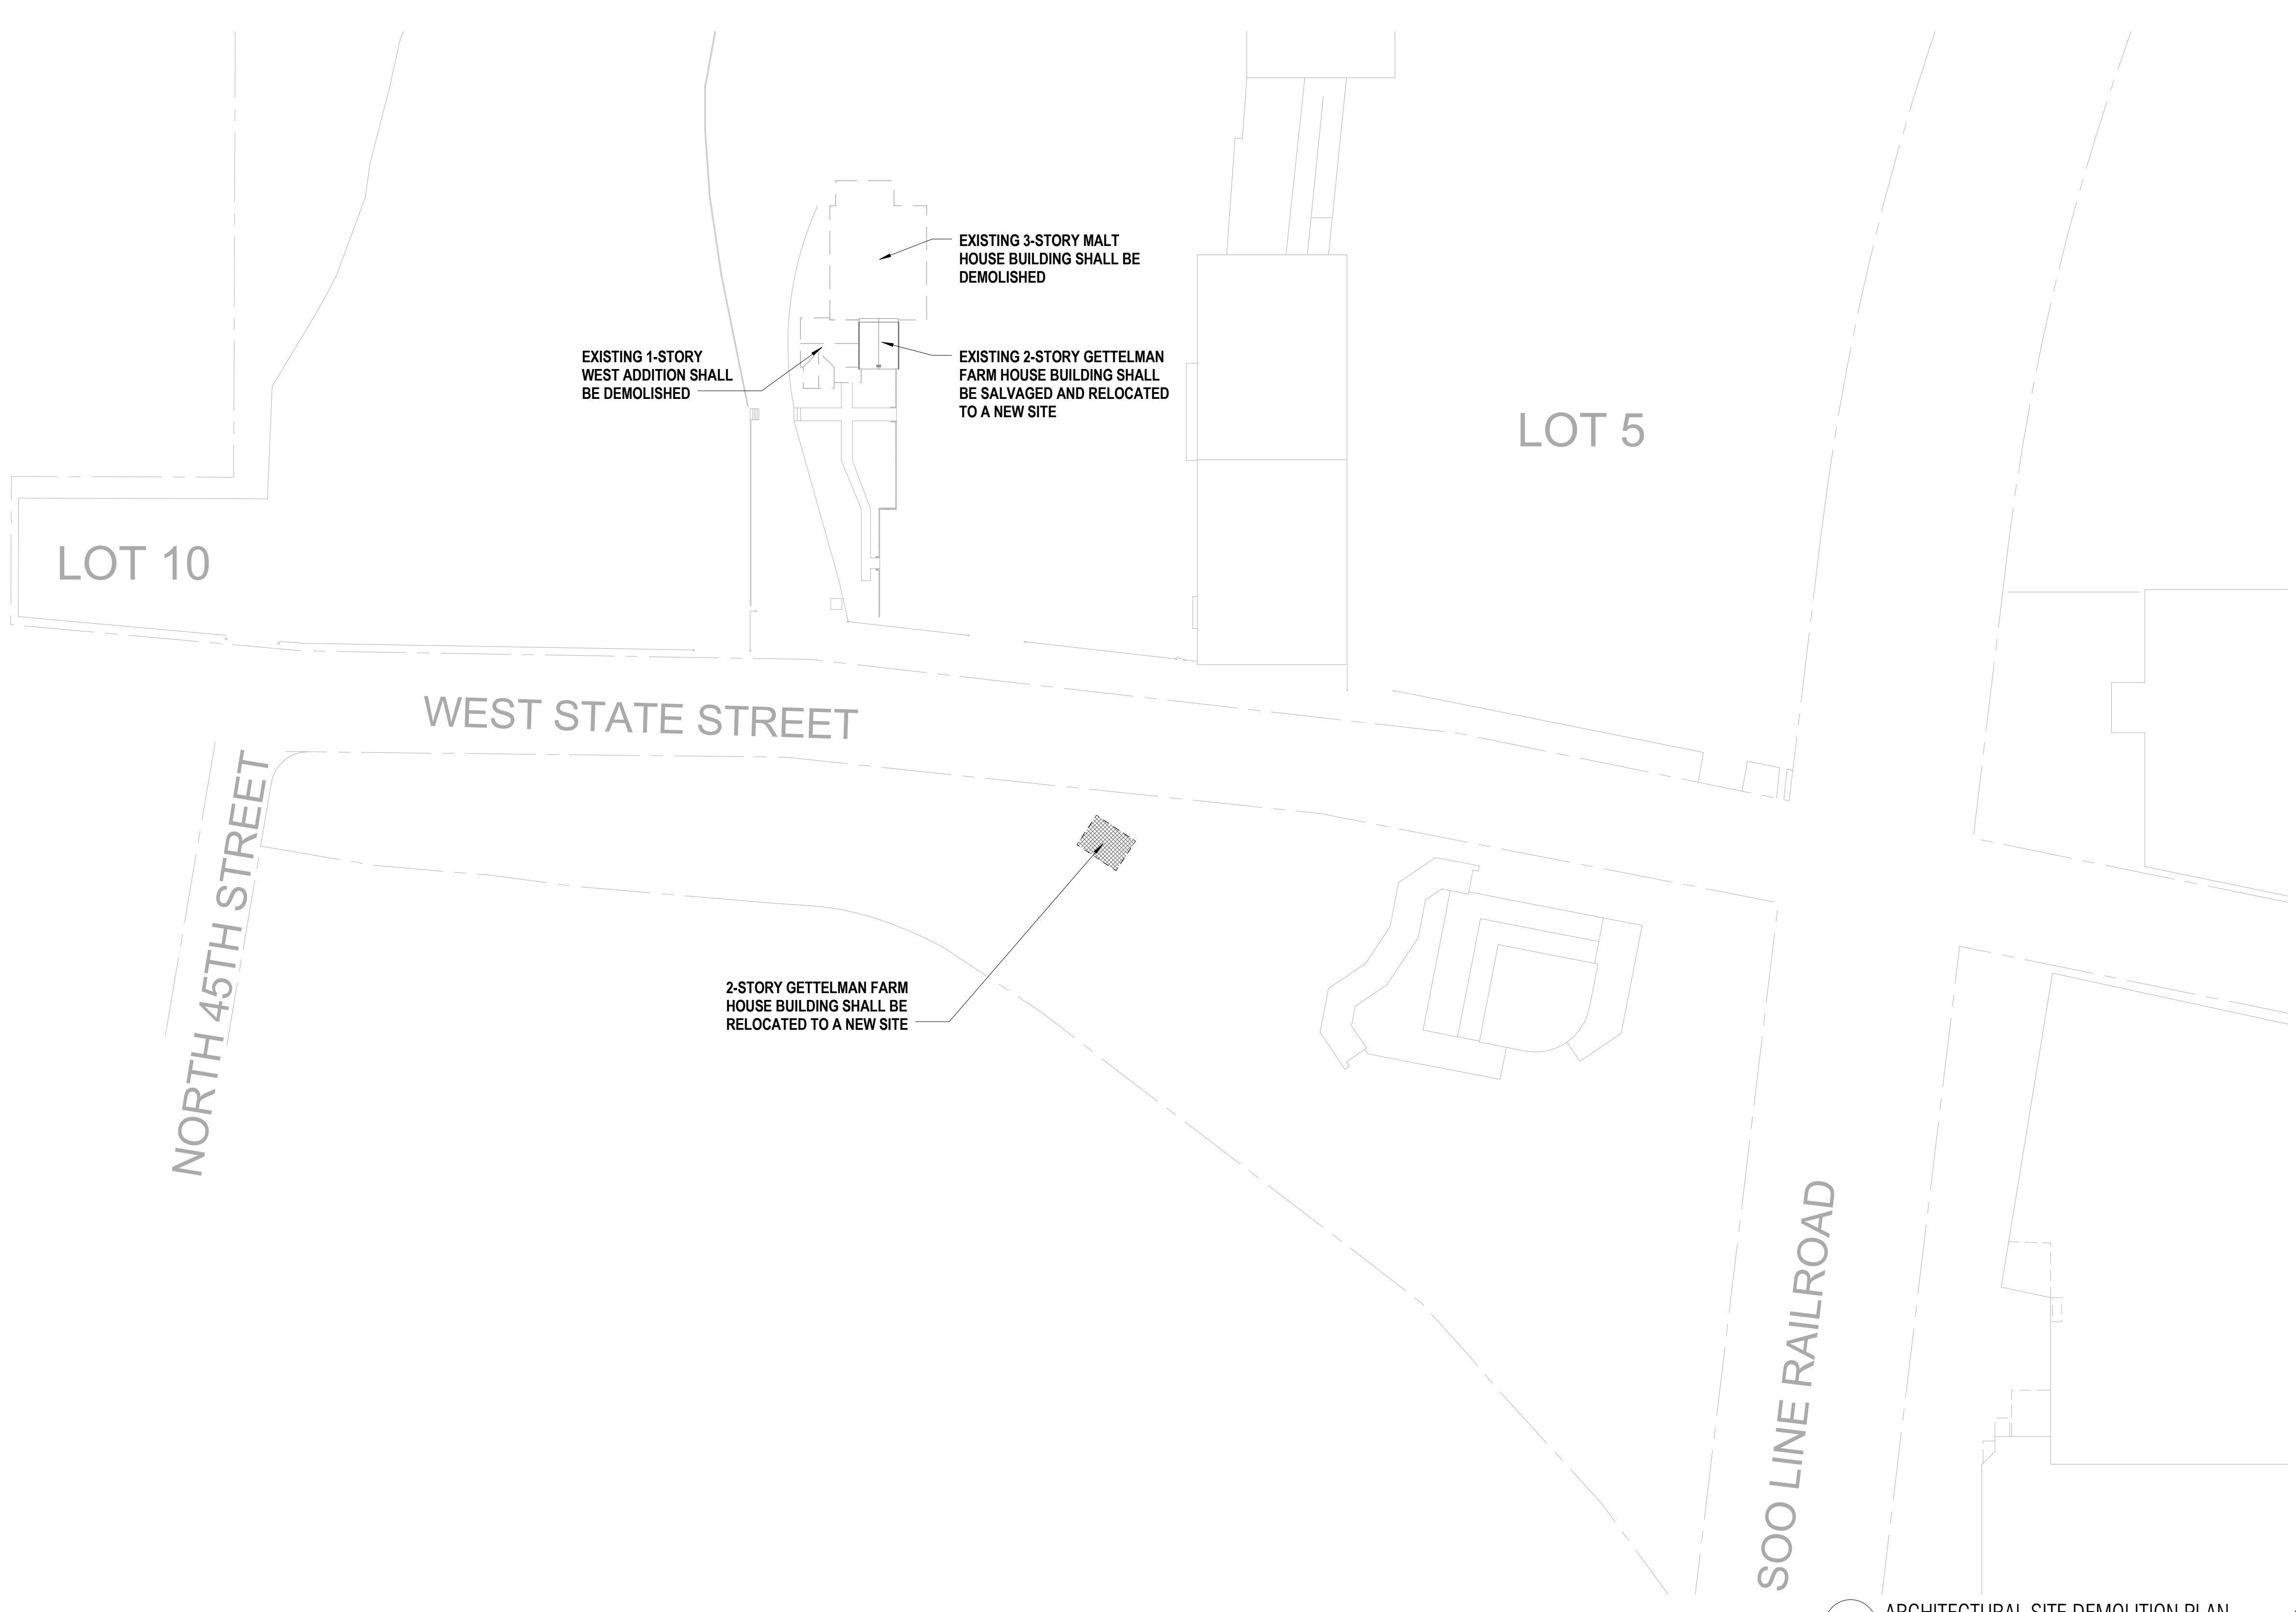 EXISTING 3-STORY MALT
HOUSE BUILDING SHALL BE
DEMOLISHED
EXISTING 1-STORY
WEST ADDITION SHALL
BE DEMOLISHED
EXISTING 2-STORY GETTELMAN
FARM HOUSE BUILDING SHALL
BE SALVAGED AND RELOCATED
TO A NEW SITE
LOT 5
LOT 10
WEST STATE STREET
NORTH 45TH STREET
2-STORY GETTELMAN FARM
HOUSE BUILDING SHALL BE
RELOCATED TO A NEW SITE
SOO LINE RAILROAD
ARCHITECTURAL SITE DEMOLITION PLAN